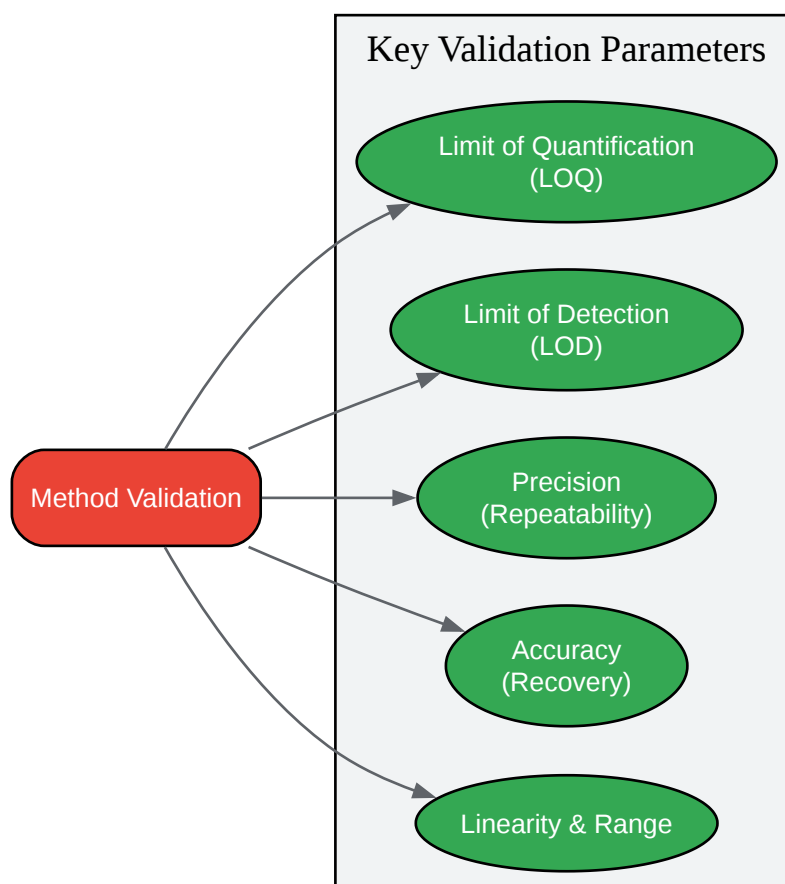 Key Validation Parameters
Limit of Quantification
(LOQ)
Limit of Detection
(LOD)
Method Validation
Precision
(Repeatability)
Accuracy
(Recovery)
Linearity & Range